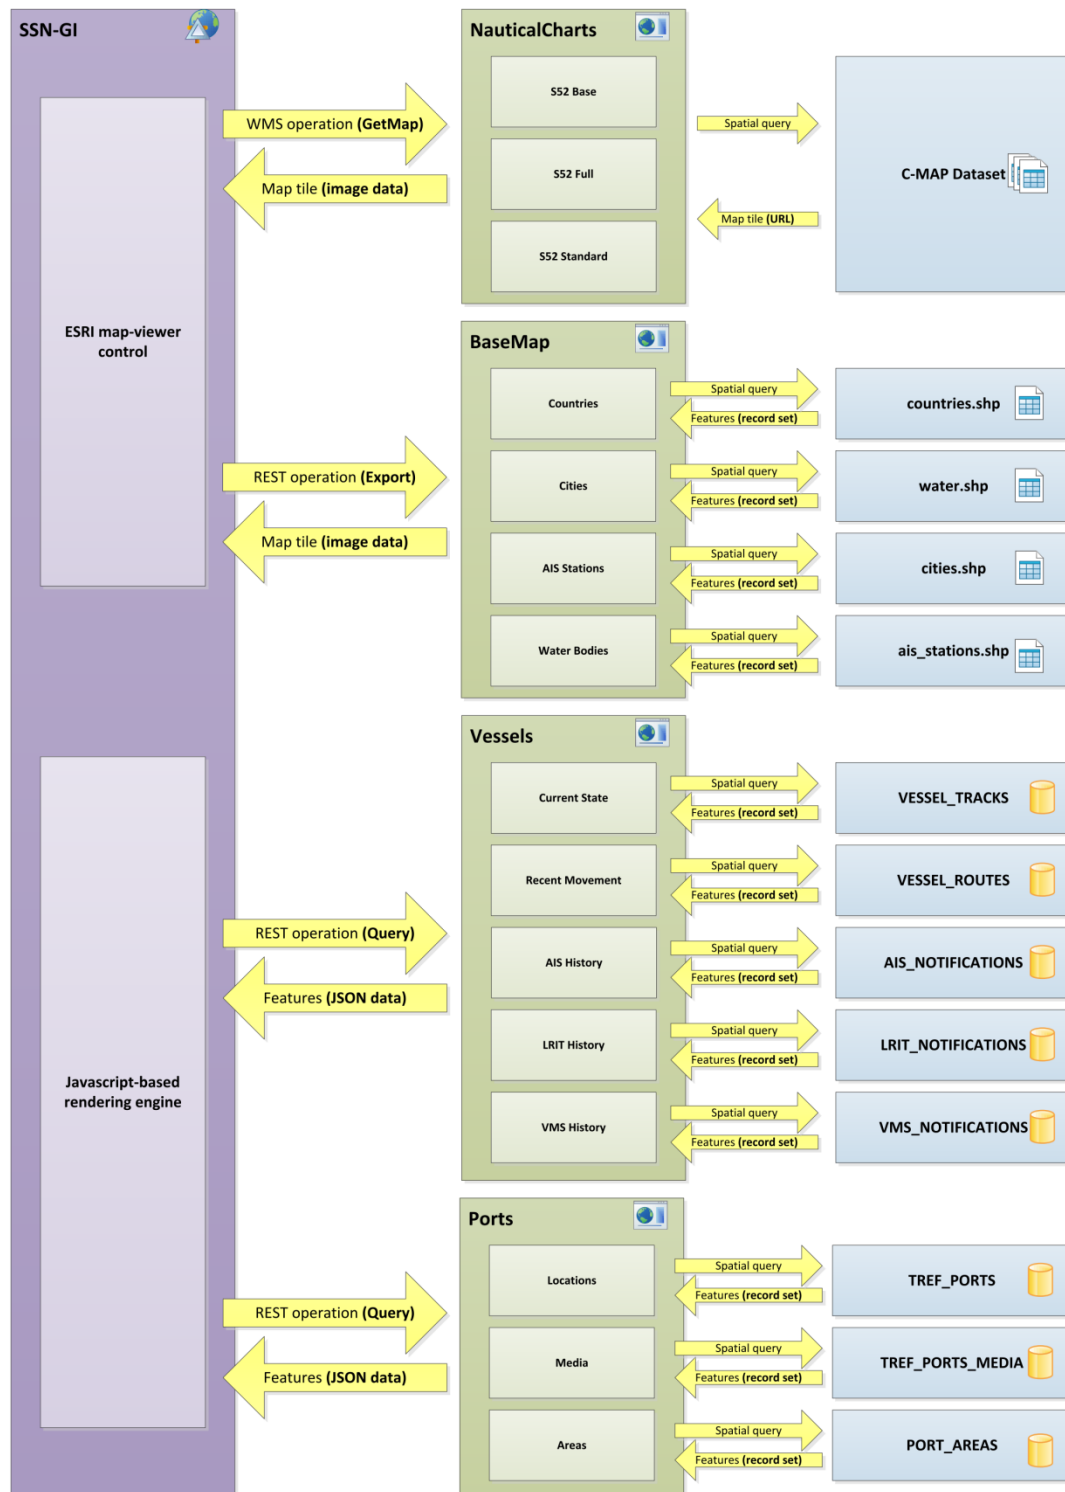 SSN-GI
ESRI map-viewer
control
Javascript-based
rendering engine
WMS operation (GetMap)
Map tile (image data)
REST operation (Export)
Map tile (image data)
REST operation (Query)
Features (JSON data)
REST operation (Query)
Features (JSON data)
NauticalCharts
S52 Base
S52 Full
S52 Standard
Spatial query
Map tile (URL)
C-MAP Dataset
BaseMap
Countries
Spatial query
Features (record set)
countries.shp
Cities
Spatial query
Features (record set)
water.shp
AIS Stations
Spatial query
Features (record set)
cities.shp
Water Bodies
Spatial query
Features (record set)
ais_stations.shp
Vessels
Current State
Spatial query
Features (record set)
VESSEL_TRACKS
Recent Movement
Spatial query
Features (record set)
VESSEL_ROUTES
AIS History
Spatial query
Features (record set)
AIS_NOTIFICATIONS
LRIT History
Spatial query
Features (record set)
LRIT_NOTIFICATIONS
VMS History
Spatial query
Features (record set)
VMS_NOTIFICATIONS
Ports
Locations
Spatial query
Features (record set)
TREF_PORTS
Media
Spatial query
Features (record set)
TREF_PORTS_MEDIA
Areas
Spatial query
Features (record set)
PORT_AREAS